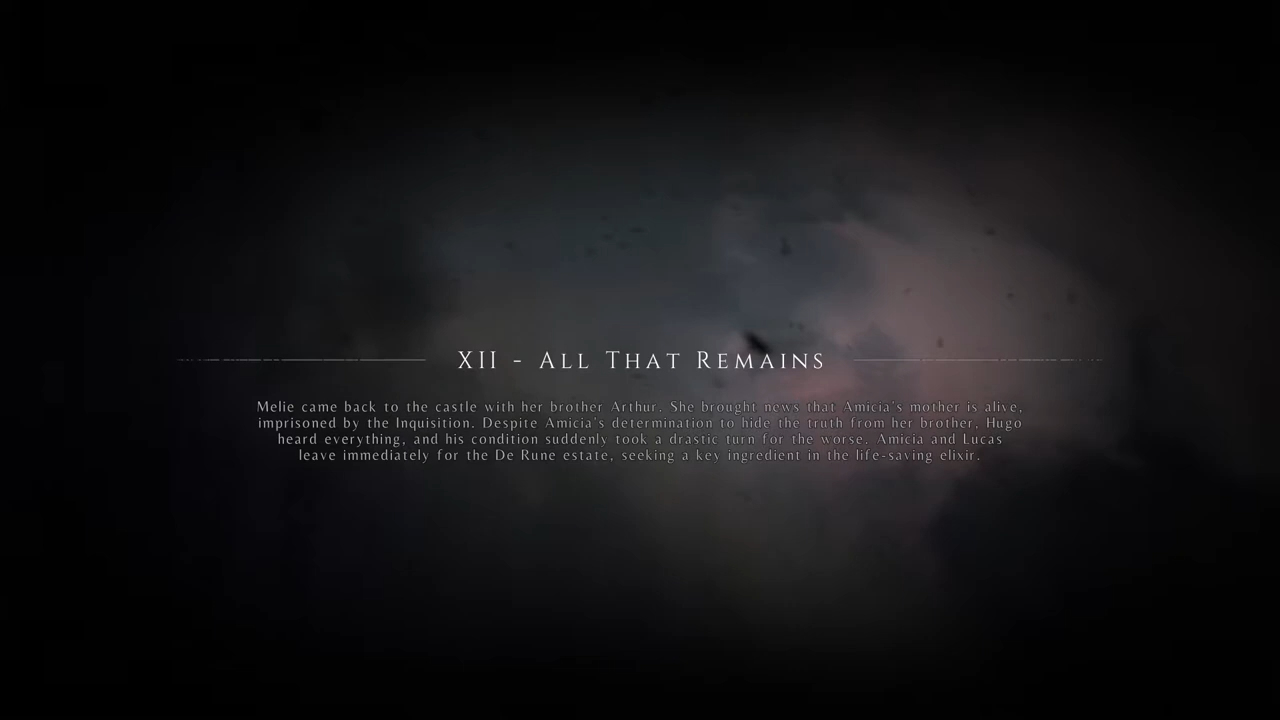 XII - All That Remains
Melie came back to the castle with her brother Arthur. She brought news that Amicia's mother is alive,
imprisoned by the Inquisition. Despite Amicia's determination to hide the truth from her brother, Hugo
heard everything, and his condition suddenly took a drastic turn for the worse. Amicia and Lucas
leave immediately for the De Rune estate, seeking a key ingredient in the life-saving elixir.